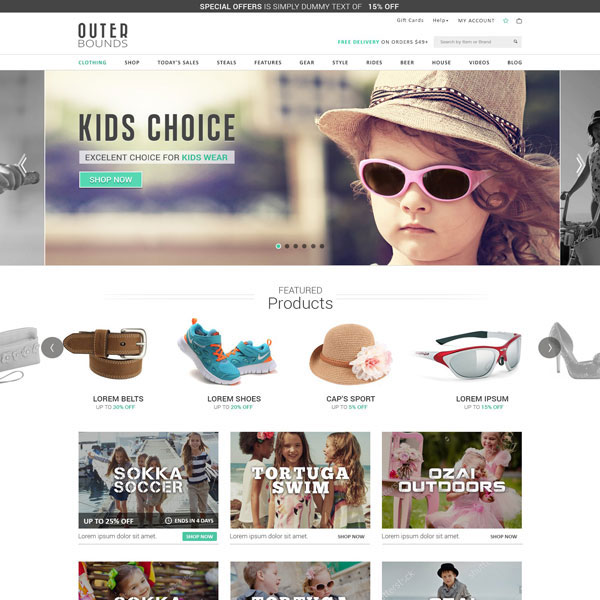 SPECIAL OFFERS IS SIMPLY DUMMY TEXT OF 15% OFF
Gift Cards Help MY ACCOUNT
OUTER
BOUNDS
FREE DELIVERY ON ORDERS $49+ Search by Item or Brand
CLOTHING SHOP TODAY'S SALES STEALS FEATURES GEAR STYLE RIDES BEER HOUSE VIDEOS BLOG
KIDS CHOICE
EXCELENT CHOICE FOR KIDS WEAR
SHOP NOW
FEATURED
Products
LOREM BELTS LOREM SHOES CAP'S SPORT LOREM IPSUM
UP TO 30% OFF UP TO 20% OFF UP TO 5% OFF UP TO 15% OFF
SOKKA
SOCCER
TORTUGA
SWIM
OZAI
OUTDOORS
UP TO 25% OFF ENDS IN 4 DAYS
Lorem ipsum dolor sit amet. SHOP NOW Lorem ipsum dolor sit amet. SHOP NOW Lorem ipsum dolor sit amet. SHOP NOW